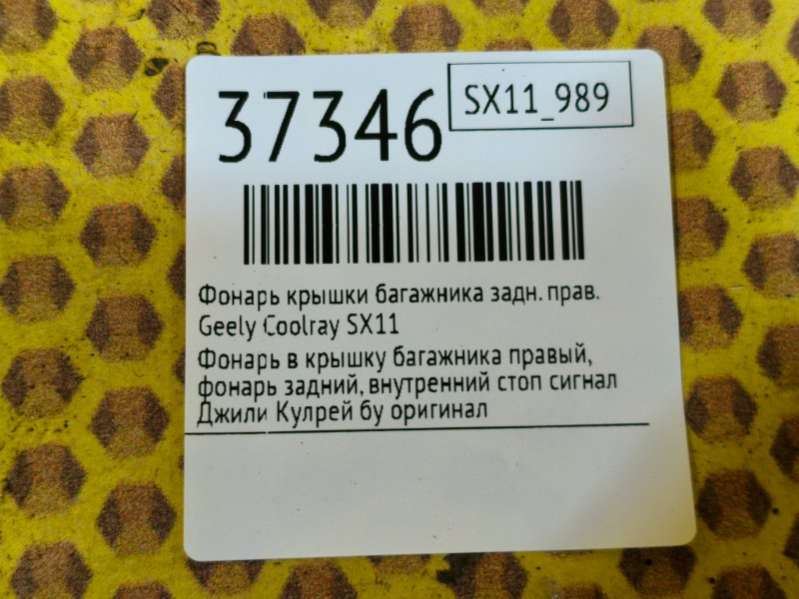 37346
SX11_989
Фонарь крышки багажника задн. прав.
Geely Coolray SX11
Фонарь в крышку багажника правый,
фонарь задний, внутренний стоп сигнал
Джили Кулрей бу оригинал